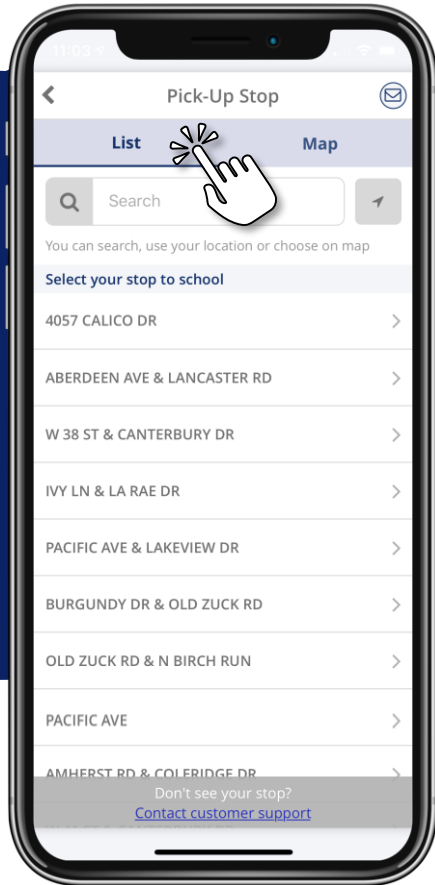 11:03
Pick-Up Stop
List
Map
Search
You can search, use your location or choose on map
Select your stop to school
4057 CALICO DR
ABERDEEN AVE & LANCASTER RD
W 38 ST & CANTERBURY DR
IVY LN & LA RAE DR
PACIFIC AVE & LAKEVIEW DR
BURGUNDY DR & OLD ZUCK RD
OLD ZUCK RD & N BIRCH RUN
PACIFIC AVE
AMHERST RD & COLERIDGE DR
Don't see your stop?
Contact customer support